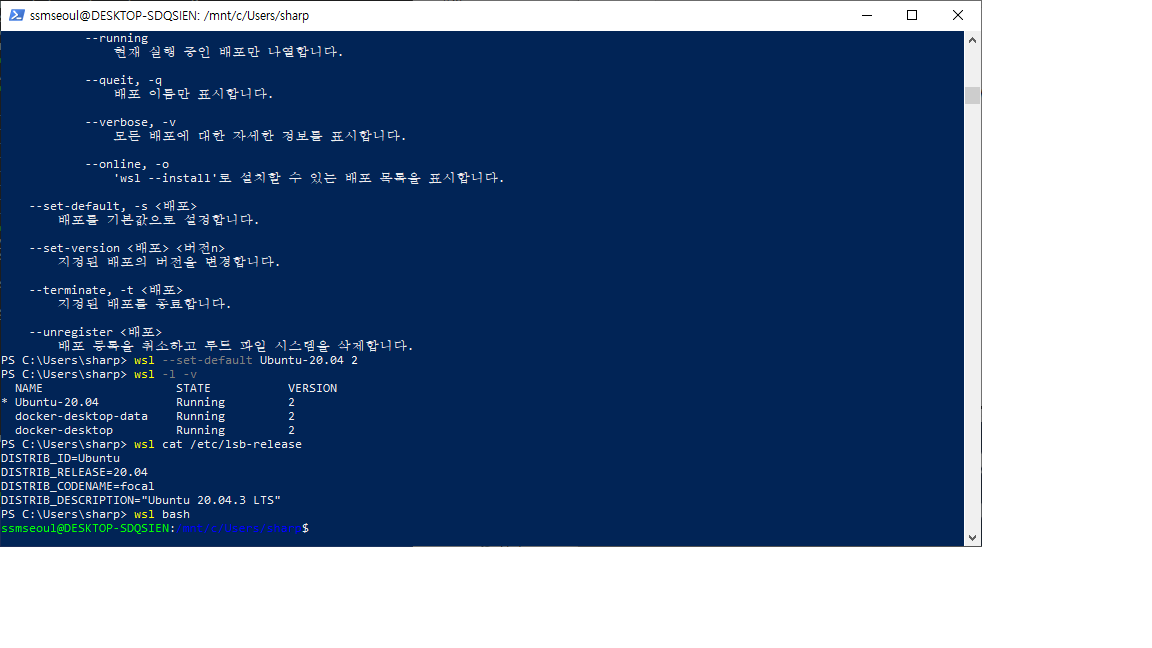 ssmseoul@DESKTOP-SDQSIEN: /mnt/c/Users/sharp
--running
현재 실행 중인 배포만 나열합니다.
--queit, -q
배포 이름만 표시합니다.
--verbose, -v
모든 배포에 대한 자세한 정보를 표시합니다.
--online, -o
'wsl --install'로 설치할 수 있는 배포 목록을 표시합니다.
--set-default, -s <배포>
배포를 기본값으로 설정합니다.
--set-version <배포> <버전n>
지정된 배포의 버전을 변경합니다.
--terminate, -t <배포>
지정된 배포를 종료합니다.
--unregister <배포>
배포 등록을 취소하고 루트 파일 시스템을 삭제합니다.
PS C:\Users\sharp> wsl --set-default Ubuntu-20.04 2
PS C:\Users\sharp> wsl -l -v
NAME STATE VERSION
* Ubuntu-20.04 Running 2
docker-desktop-data Running 2
docker-desktop Running 2
PS C:\Users\sharp> wsl cat /etc/lsb-release
DISTRIB_ID=Ubuntu
DISTRIB_RELEASE=20.04
DISTRIB_CODENAME=focal
DISTRIB_DESCRIPTION="Ubuntu 20.04.3 LTS"
PS C:\Users\sharp> wsl bash
ssmseoul@DESKTOP-SDQSIEN:/mnt/c/Users/sharp$